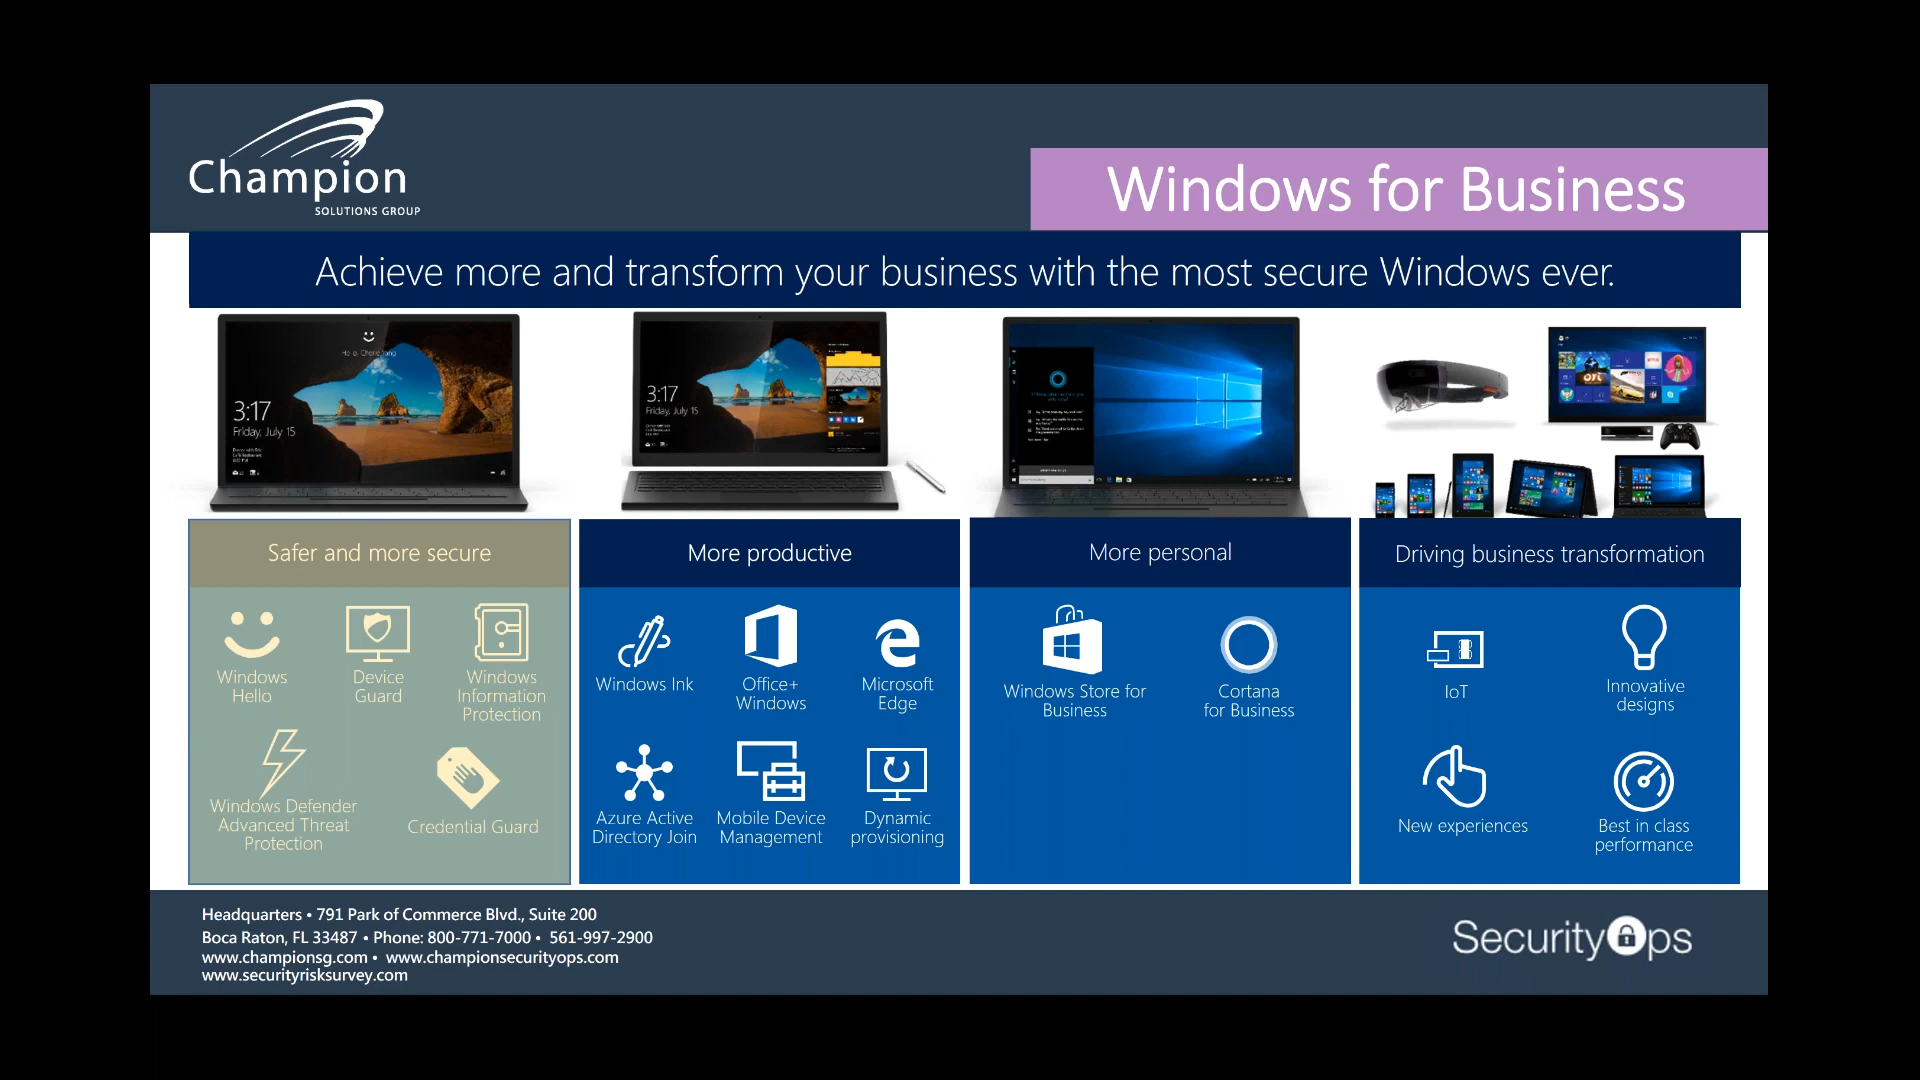 Champion
SOLUTIONS GROUP
Windows for Business
Achieve more and transform your business with the most secure Windows ever.
3:17
Friday, July 15
3:17
Friday, July 15
Safer and more secure
Windows
Hello
Device
Guard
Windows
Information
Protection
Windows Defender
Advanced Threat
Protection
Credential Guard
More productive
Windows Ink
Office+
Windows
Microsoft
Edge
Azure Active
Directory Join
Mobile Device
Management
Dynamic
provisioning
More personal
Windows Store for
Business
Cortana
for Business
Driving business transformation
IoT
Innovative
designs
New experiences
Best in class
performance
Headquarters • 791 Park of Commerce Blvd., Suite 200
Boca Raton, FL 33487 • Phone: 800-771-7000 • 561-997-2900
www.championsg.com • www.championsecurityops.com
www.securityrisksurvey.com
SecurityOps